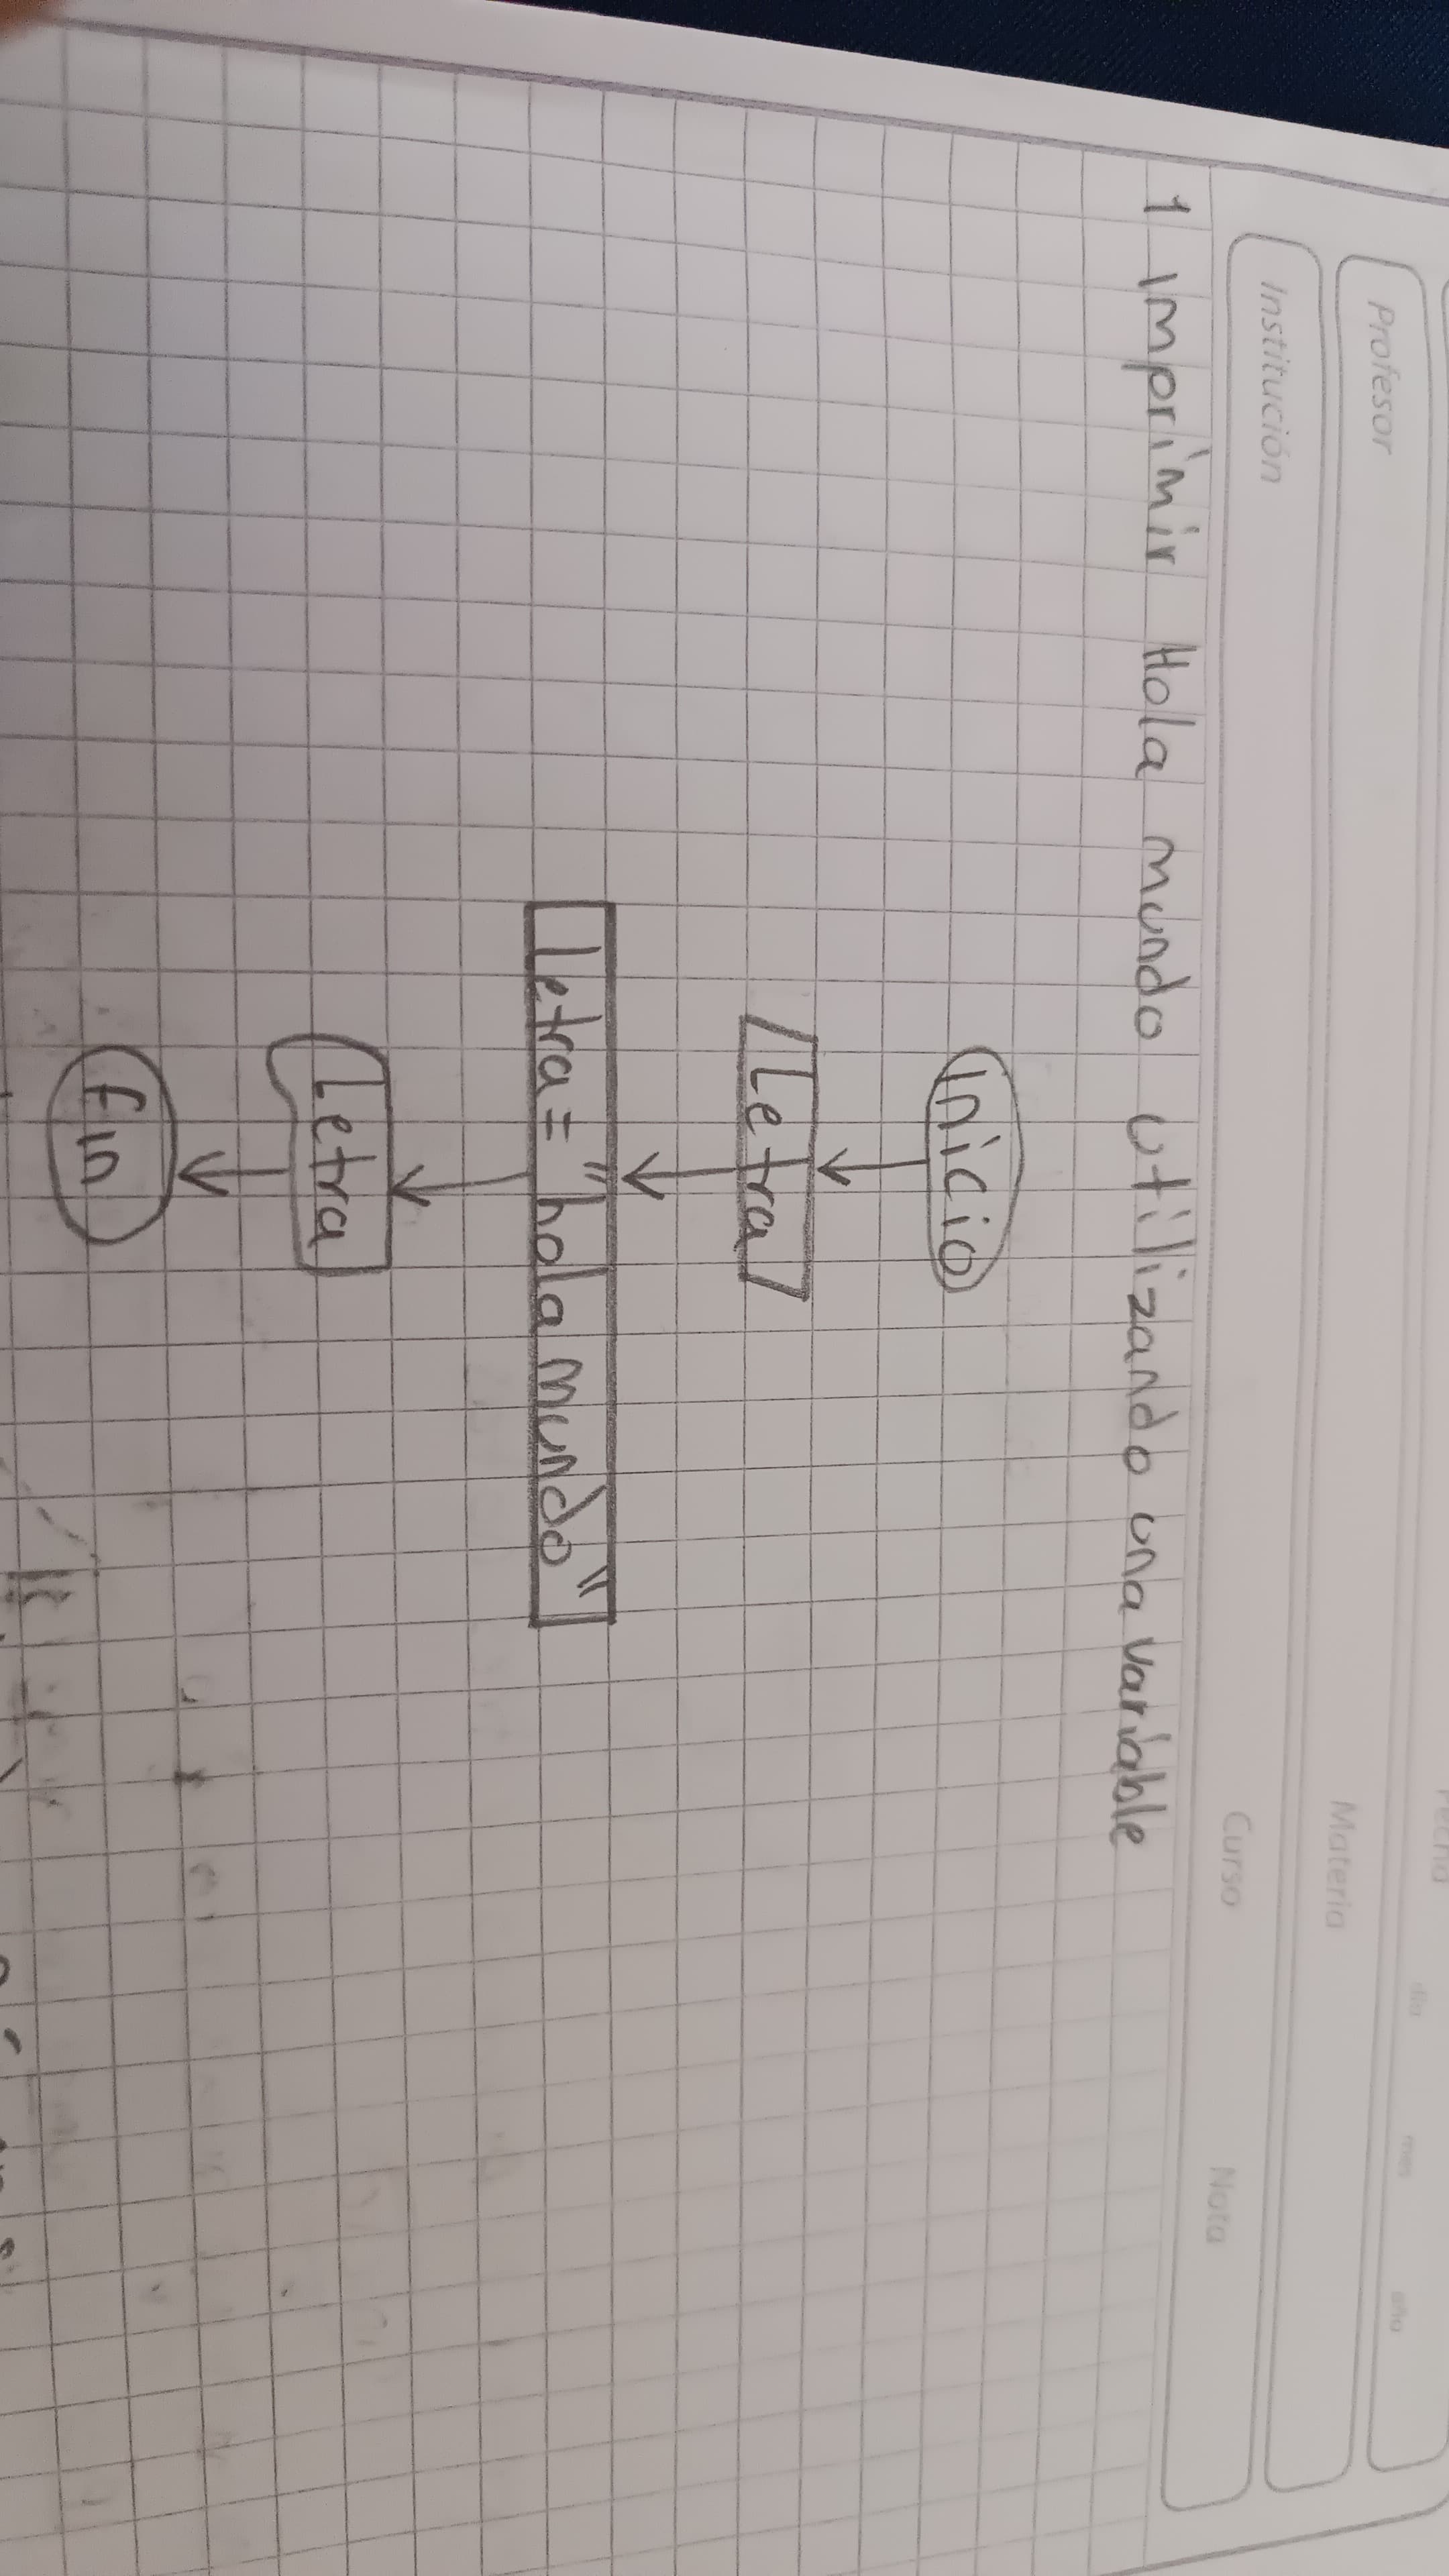 Fecha
día mes año
Profesor Materia
Institución Curso Nota
1 Imprimir Hola mundo utilizando una variable
Inicio
Letra
letra = "hola mundo"
letra
fin